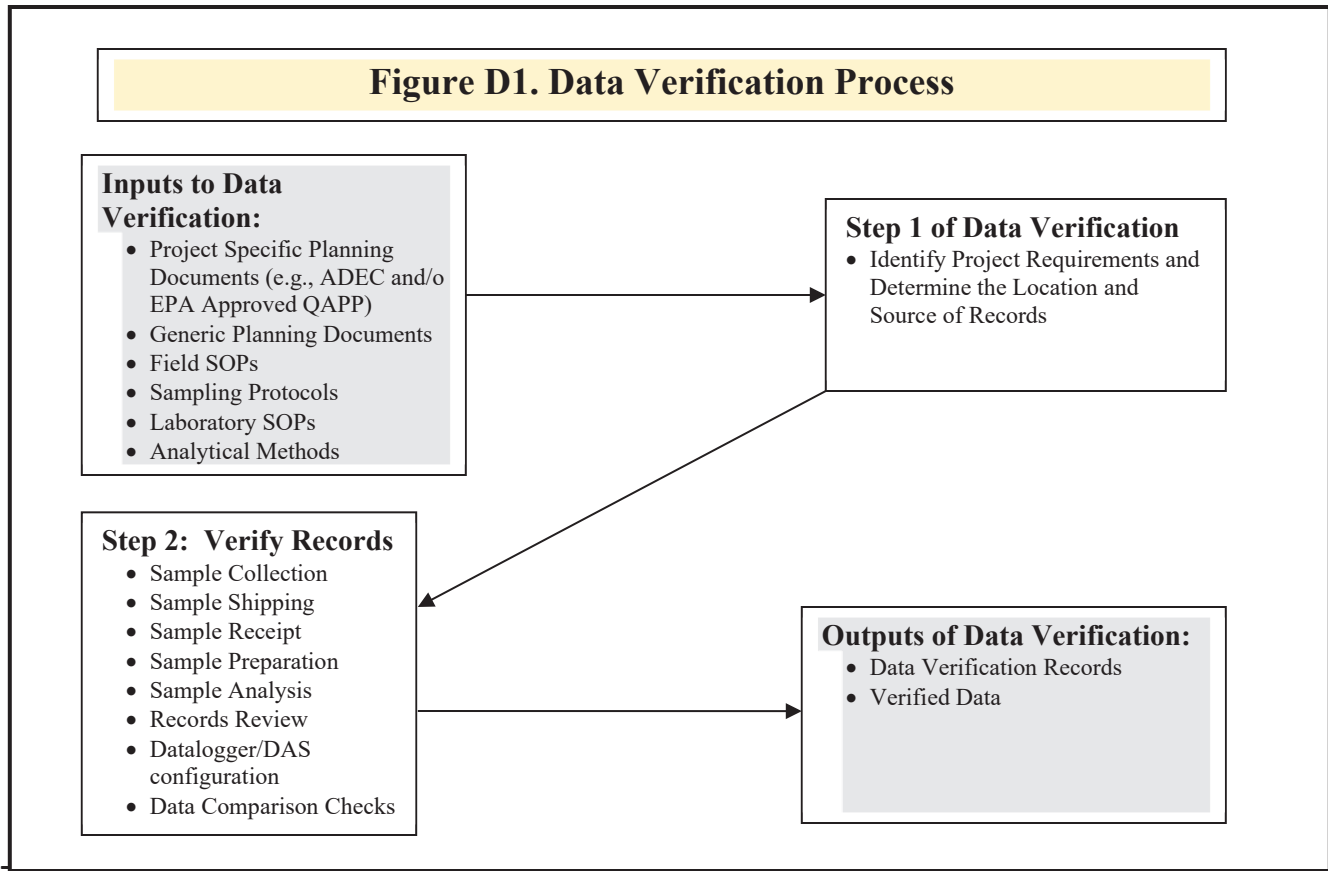 Figure D1. Data Verification Process
Inputs to Data
Verification:
• Project Specific Planning
Documents (e.g., ADEC and/o
EPA Approved QAPP)
• Generic Planning Documents
• Field SOPs
• Sampling Protocols
• Laboratory SOPs
• Analytical Methods
Step 1 of Data Verification
• Identify Project Requirements and
Determine the Location and
Source of Records
Step 2:  Verify Records
• Sample Collection
• Sample Shipping
• Sample Receipt
• Sample Preparation
• Sample Analysis
• Records Review
• Datalogger/DAS
configuration
• Data Comparison Checks
Outputs of Data Verification:
• Data Verification Records
• Verified Data